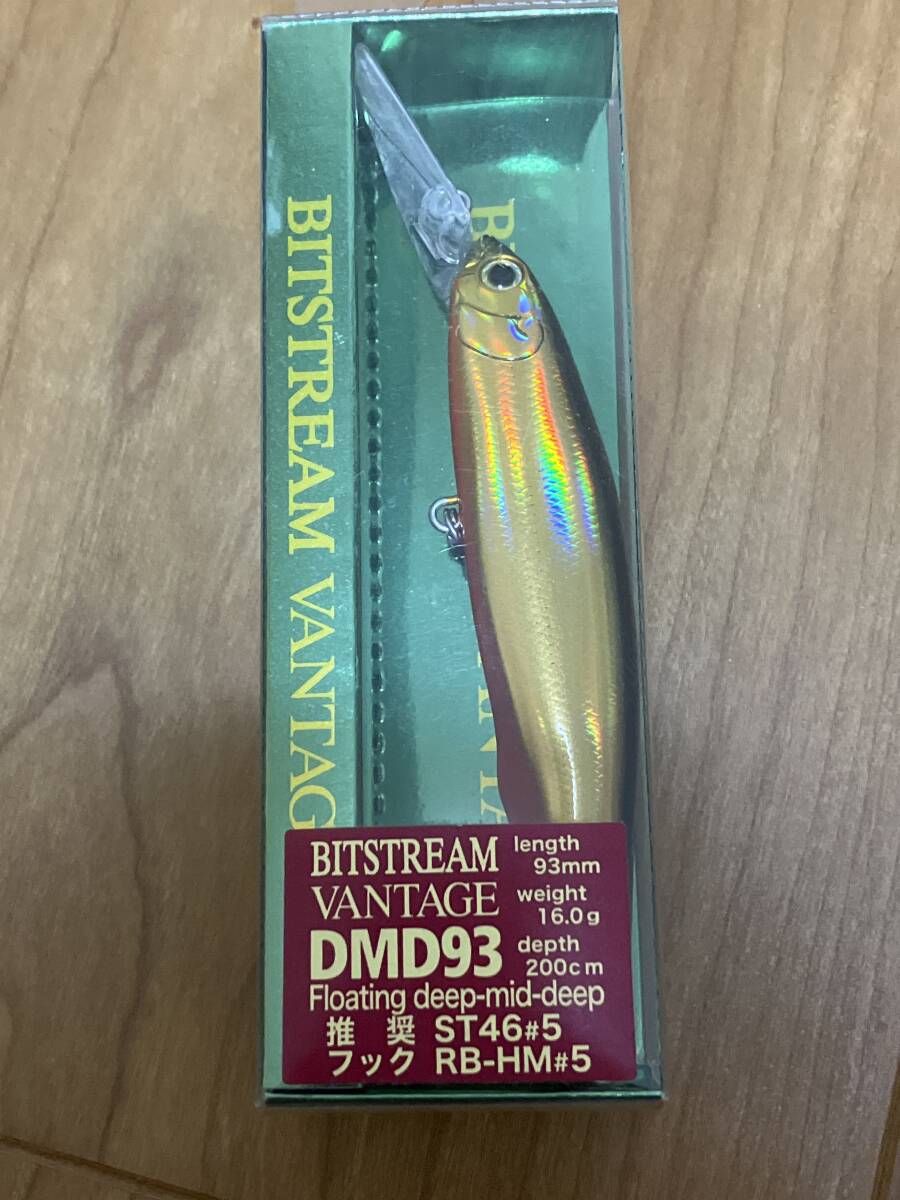 BITSTREAM VANTAG
BITSTREAM
VANTAGE
DMD93
length
93mm
weight
16.0g
depth
200cm
Floating deep-mid-deep
推奨 ST46#5
フック RB-HM#5